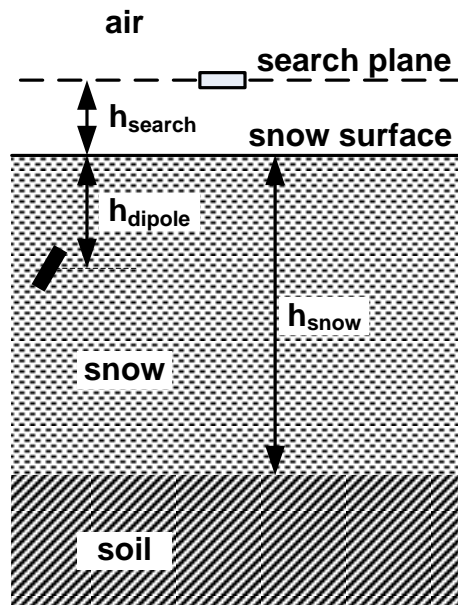 air
search plane
h_search
snow surface
h_dipole
h_snow
snow
soil